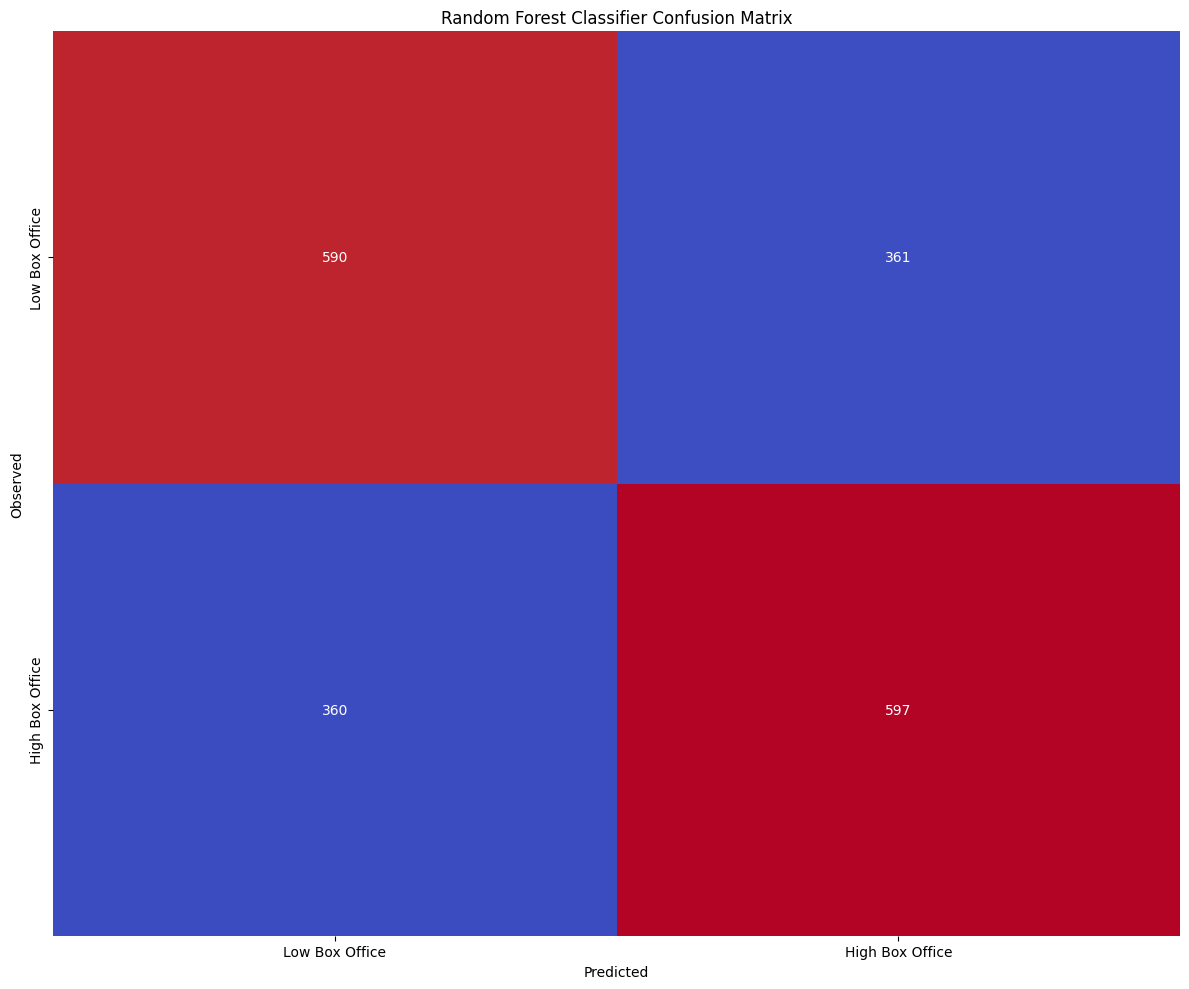 Random Forest Classifier Confusion Matrix
Observed
Low Box Office
590
361
High Box Office
360
597
Low Box Office
High Box Office
Predicted